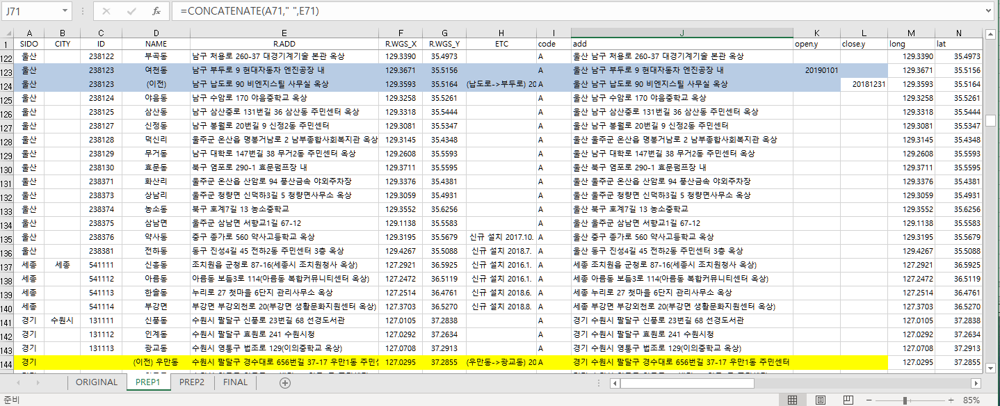 J71 =CONCATENATE(A71," ",E71)
A B C D E F G H I J K L M N
1 SIDO CITY ID NAME R.ADD R.WGS_X R.WGS_Y ETC code add open.y close.y long lat
122 울산 238122 부곡동 남구 처용로 260-37 대경기계기술 본관 옥상 129.3390 35.4973 A 울산 남구 처용로 260-37 대경기계기술 본관 옥상 129.3390 35.4973
123 울산 238123 여천동 남구 부두로 9 현대자동차 엔진공장 내 129.3671 35.5156 A 울산 남구 부두로 9 현대자동차 엔진공장 내 20190101 129.3671 35.5156
124 울산 238123 (이전) 남구 납도로 90 비엔지스틸 사무실 옥상 129.3593 35.5164 (납도로->부두로) 20 A 울산 남구 납도로 90 비엔지스틸 사무실 옥상 20181231 129.3593 35.5164
125 울산 238124 야음동 남구 수암로 170 야음중학교 옥상 129.3258 35.5261 A 울산 남구 수암로 170 야음중학교 옥상 129.3258 35.5261
126 울산 238125 삼산동 남구 삼산중로 131번길 36 삼산동 주민센터 옥상 129.3318 35.5444 A 울산 남구 삼산중로 131번길 36 삼산동 주민센터 옥상 129.3318 35.5444
127 울산 238127 신정동 남구 봉월로 20번길 9 신정2동 주민센터 129.3081 35.5347 A 울산 남구 봉월로 20번길 9 신정2동 주민센터 129.3081 35.5347
128 울산 238128 덕신리 울주군 온산읍 명봉거남로 2 남부종합사회복지관 옥상 129.3145 35.4348 A 울산 울주군 온산읍 명봉거남로 2 남부종합사회복지관 옥상 129.3145 35.4348
129 울산 238129 무거동 남구 대학로 147번길 38 무거2동 주민센터 옥상 129.2608 35.5593 A 울산 남구 대학로 147번길 38 무거2동 주민센터 옥상 129.2608 35.5593
130 울산 238130 효문동 북구 염포로 290-1 효문펌프장 내 129.3711 35.5595 A 울산 북구 염포로 290-1 효문펌프장 내 129.3711 35.5595
131 울산 238371 화산리 울주군 온산읍 산암로 94 풍산금속 야외주차장 129.3376 35.4381 A 울산 울주군 온산읍 산암로 94 풍산금속 야외주차장 129.3376 35.4381
132 울산 238373 상남리 울주군 청량면 신덕하3길 5 청량면사무소 옥상 129.3059 35.4931 A 울산 울주군 청량면 신덕하3길 5 청량면사무소 옥상 129.3059 35.4931
133 울산 238374 농소동 북구 호계7길 13 농소중학교 129.3552 35.6256 A 울산 북구 호계7길 13 농소중학교 129.3552 35.6256
134 울산 238375 삼남면 울주군 삼남면 서향교1길 67-12 129.1138 35.5583 A 울산 울주군 삼남면 서향교1길 67-12 129.1138 35.5583
135 울산 238376 약사동 중구 종가로 560 약사고등학교 옥상 129.3195 35.5679 신규 설치 2017.10. A 울산 중구 종가로 560 약사고등학교 옥상 129.3195 35.5679
136 울산 238381 전하동 동구 진성4길 45 전하2동 주민센터 3층 옥상 129.4267 35.5088 신규 설치 2018.7. A 울산 동구 진성4길 45 전하2동 주민센터 3층 옥상 129.4267 35.5088
137 세종 세종 541111 신흥동 조치원읍 군청로 87-16(세종시 조치원청사 옥상) 127.2921 36.5925 신규 설치 2016.1. A 세종 조치원읍 군청로 87-16(세종시 조치원청사 옥상) 127.2921 36.5925
138 세종 541112 아름동 아름동 보듬3로 114(아름동 복합커뮤니티센터 옥상) 127.2472 36.5119 신규 설치 2016.1. A 세종 아름동 보듬3로 114(아름동 복합커뮤니티센터 옥상) 127.2472 36.5119
139 세종 541113 한솔동 누리로 27 첫마을 6단지 관리사무소 옥상 127.2514 36.4761 신규 설치 2018.6. A 세종 누리로 27 첫마을 6단지 관리사무소 옥상 127.2514 36.4761
140 세종 541114 부강면 부강면 부강외천로 20(부강면 생활문화지원센터 옥상) 127.3703 36.5270 신규 설치 2018.8. A 세종 부강면 부강외천로 20(부강면 생활문화지원센터 옥상) 127.3703 36.5270
141 경기 수원시 131111 신풍동 수원시 팔달구 신풍로 23번길 68 선경도서관 127.0105 37.2838 A 경기 수원시 팔달구 신풍로 23번길 68 선경도서관 127.0105 37.2838
142 경기 131112 인계동 수원시 팔달구 효원로 241 수원시청 127.0292 37.2634 A 경기 수원시 팔달구 효원로 241 수원시청 127.0292 37.2634
143 경기 131113 광교동 수원시 영통구 법조로 129(이의중학교 옥상) 127.0708 37.2913 A 경기 수원시 영통구 법조로 129(이의중학교 옥상) 127.0708 37.2913
144 경기 (이전) 우만동 수원시 팔달구 경수대로 656번길 37-17 우만1동 주민 127.0295 37.2855 (우만동->광교동) 20 A 경기 수원시 팔달구 경수대로 656번길 37-17 우만1동 주민센터 127.0295 37.2855
ORIGINAL PREP1 PREP2 FINAL
준비 85%